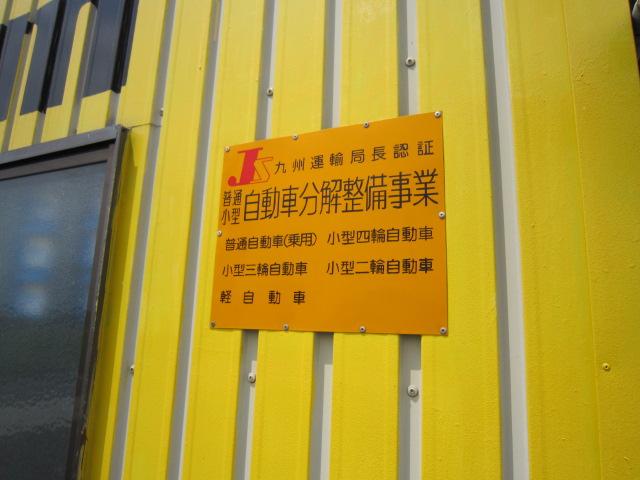 JS 九州運輸局長認証
普通
小型 自動車分解整備事業
普通自動車(乗用) 小型四輪自動車
小型三輪自動車 小型二輪自動車
軽自動車